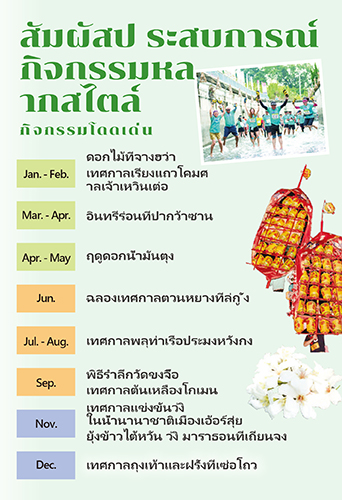 สัมผัสป ระสบการณ์
กิจกรรมหล
ากสไตล์
กิจกรรมโดดเด่น
Jan. - Feb.
ดอกไม้ที่จางฮว่า
เทศกาลเรียงแถวโคมศ
าลเจ้าเหวินเต่อ
Mar. - Apr.
อินทรีร่อนที่ปากว้าซาน
Apr. - May
ฤดูดอกน้ำมันตุง
Jun.
ฉลองเทศกาลตวนหยางที่ลู่กั่ง
Jul. - Aug.
เทศกาลพลุท่าเรือประมงหวังกง
Sep.
พิธีรำลึกวัดขงจื๊อ
เทศกาลต้นเหลืองโกเมน
Nov.
เทศกาลแข่งขันวิ่ง
ในน้ำนานาชาติเมืองเอ้อร์สุ่ย
ยุ้งข้าวไต้หวัน วิ่ง มาราธอนที่เถียนจง
Dec.
เทศกาลถุงเท้าและฝรั่งที่เซ่อโถว